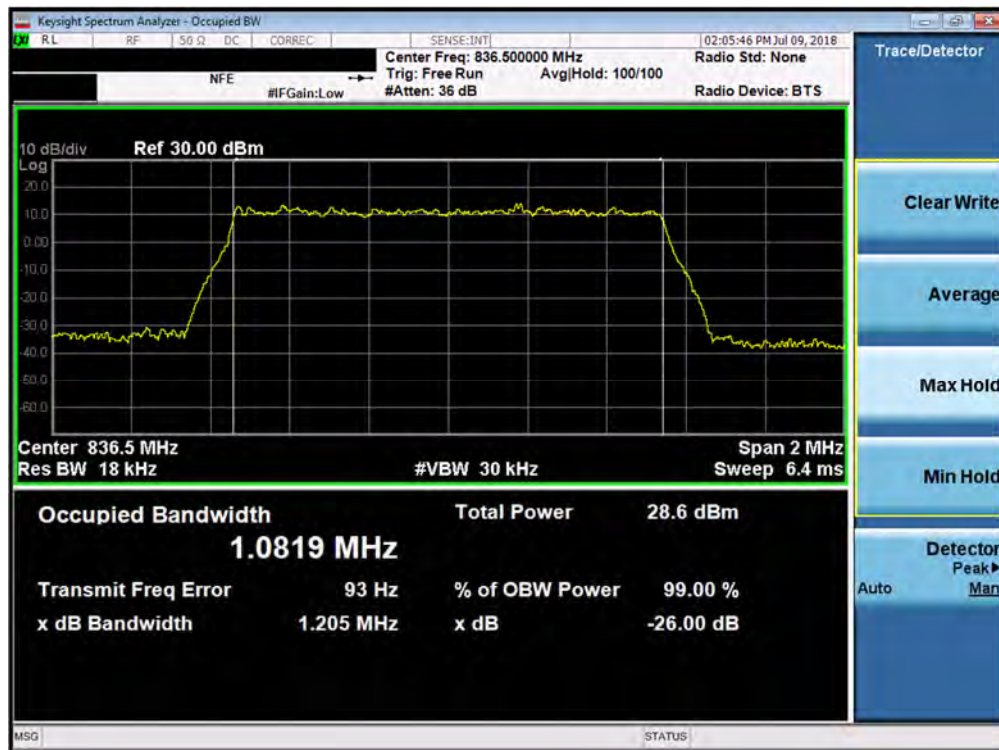 Keysight Spectrum Analyzer - Occupied BW
RL RF 50 Ω DC CORREC SENSE:INT 02:05:46 PM Jul 09, 2018
Center Freq: 836.500000 MHz Radio Std: None
NFE Trig: Free Run Avg|Hold: 100/100
#IFGain:Low #Atten: 36 dB Radio Device: BTS
Trace/Detector
10 dB/div Ref 30.00 dBm
Log
20.0
10.0
0.00
-10.0
-20.0
-30.0
-40.0
-50.0
-60.0
Center 836.5 MHz Span 2 MHz
Res BW 18 kHz #VBW 30 kHz Sweep 6.4 ms
Occupied Bandwidth Total Power 28.6 dBm
1.0819 MHz
Transmit Freq Error 93 Hz % of OBW Power 99.00 %
x dB Bandwidth 1.205 MHz x dB -26.00 dB
Clear Write
Average
Max Hold
Min Hold
Detector
Peak
Auto Man
MSG STATUS